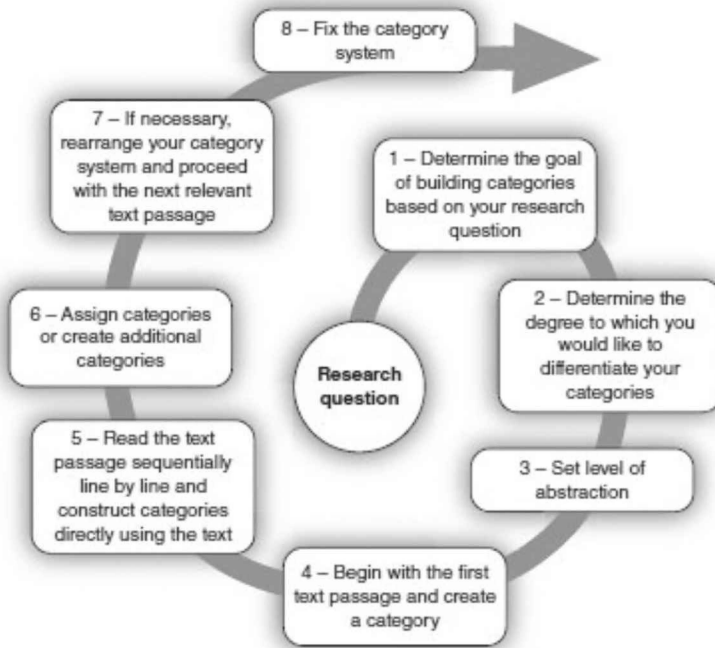 Research
question
1 – Determine the goal
of building categories
based on your research
question
2 – Determine the
degree to which you
would like to
differentiate your
categories
3 – Set level of
abstraction
4 – Begin with the first
text passage and create
a category
5 – Read the text
passage sequentially
line by line and
construct categories
directly using the text
6 – Assign categories
or create additional
categories
7 – If necessary,
rearrange your category
system and proceed
with the next relevant
text passage
8 – Fix the category
system